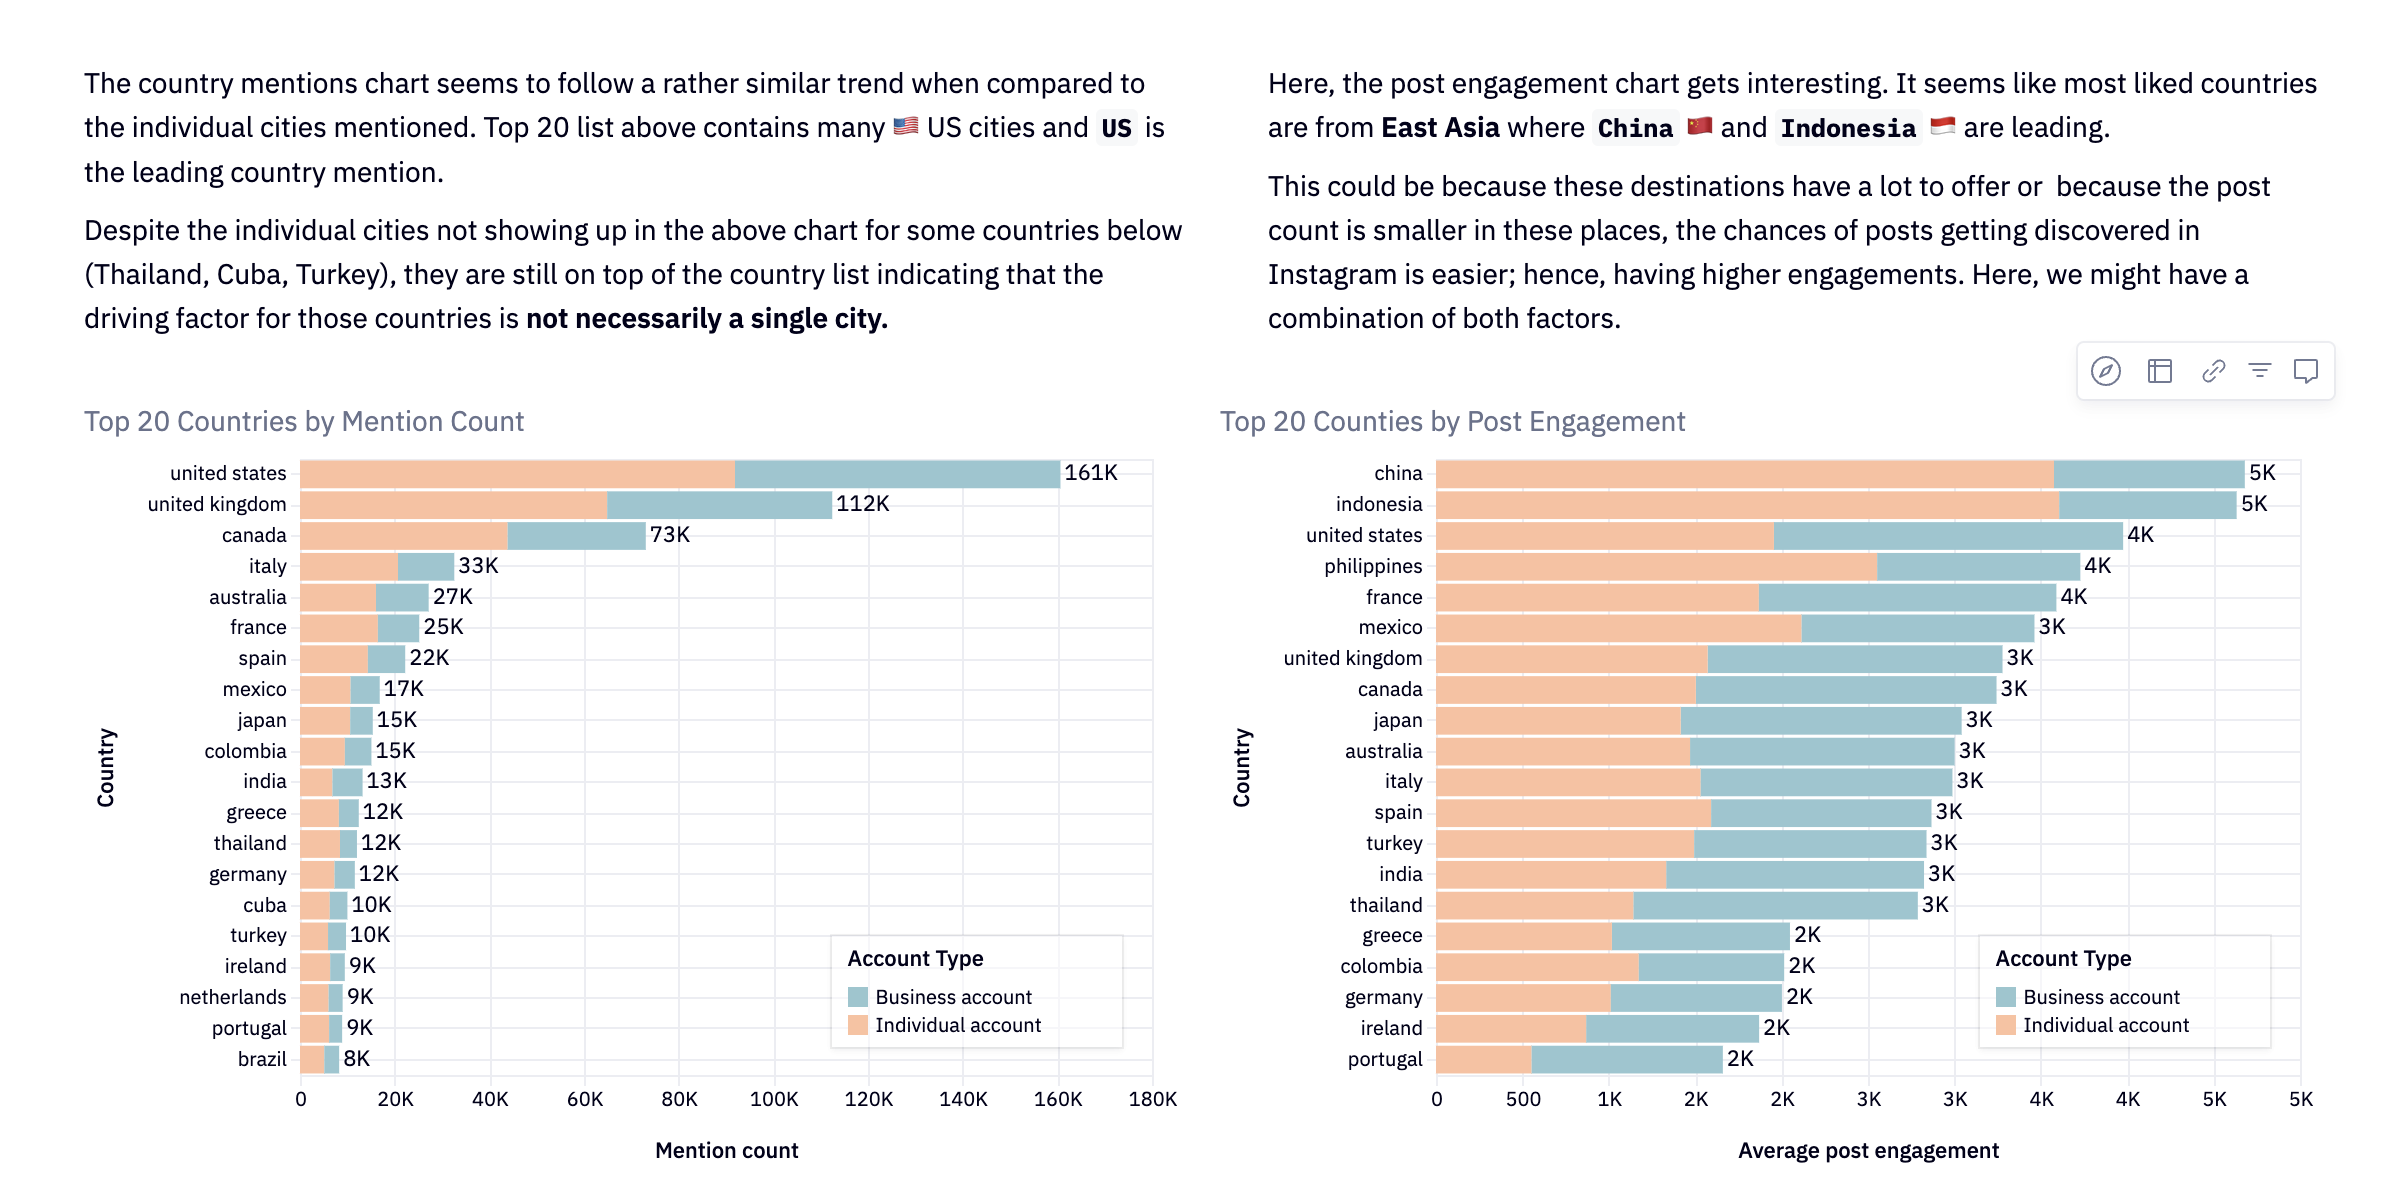 The country mentions chart seems to follow a rather similar trend when compared to
the individual cities mentioned. Top 20 list above contains many 🇺🇸 US cities and US is
the leading country mention.
Despite the individual cities not showing up in the above chart for some countries below
(Thailand, Cuba, Turkey), they are still on top of the country list indicating that the
driving factor for those countries is not necessarily a single city.
Here, the post engagement chart gets interesting. It seems like most liked countries
are from East Asia where China 🇨🇳 and Indonesia 🇮🇩 are leading.
This could be because these destinations have a lot to offer or because the post
count is smaller in these places, the chances of posts getting discovered in
Instagram is easier; hence, having higher engagements. Here, we might have a
combination of both factors.
Top 20 Countries by Mention Count
united states 161K
united kingdom 112K
canada 73K
italy 33K
australia 27K
france 25K
spain 22K
mexico 17K
japan 15K
colombia 15K
india 13K
greece 12K
thailand 12K
germany 12K
cuba 10K
turkey 10K
ireland 9K
netherlands 9K
portugal 9K
brazil 8K
Country
Account Type
Business account
Individual account
0 20K 40K 60K 80K 100K 120K 140K 160K 180K
Mention count
Top 20 Counties by Post Engagement
china 5K
indonesia 5K
united states 4K
philippines 4K
france 4K
mexico 3K
united kingdom 3K
canada 3K
japan 3K
australia 3K
italy 3K
spain 3K
turkey 3K
india 3K
thailand 3K
greece 2K
colombia 2K
germany 2K
ireland 2K
portugal 2K
Country
Account Type
Business account
Individual account
0 500 1K 2K 2K 3K 3K 4K 4K 5K 5K
Average post engagement